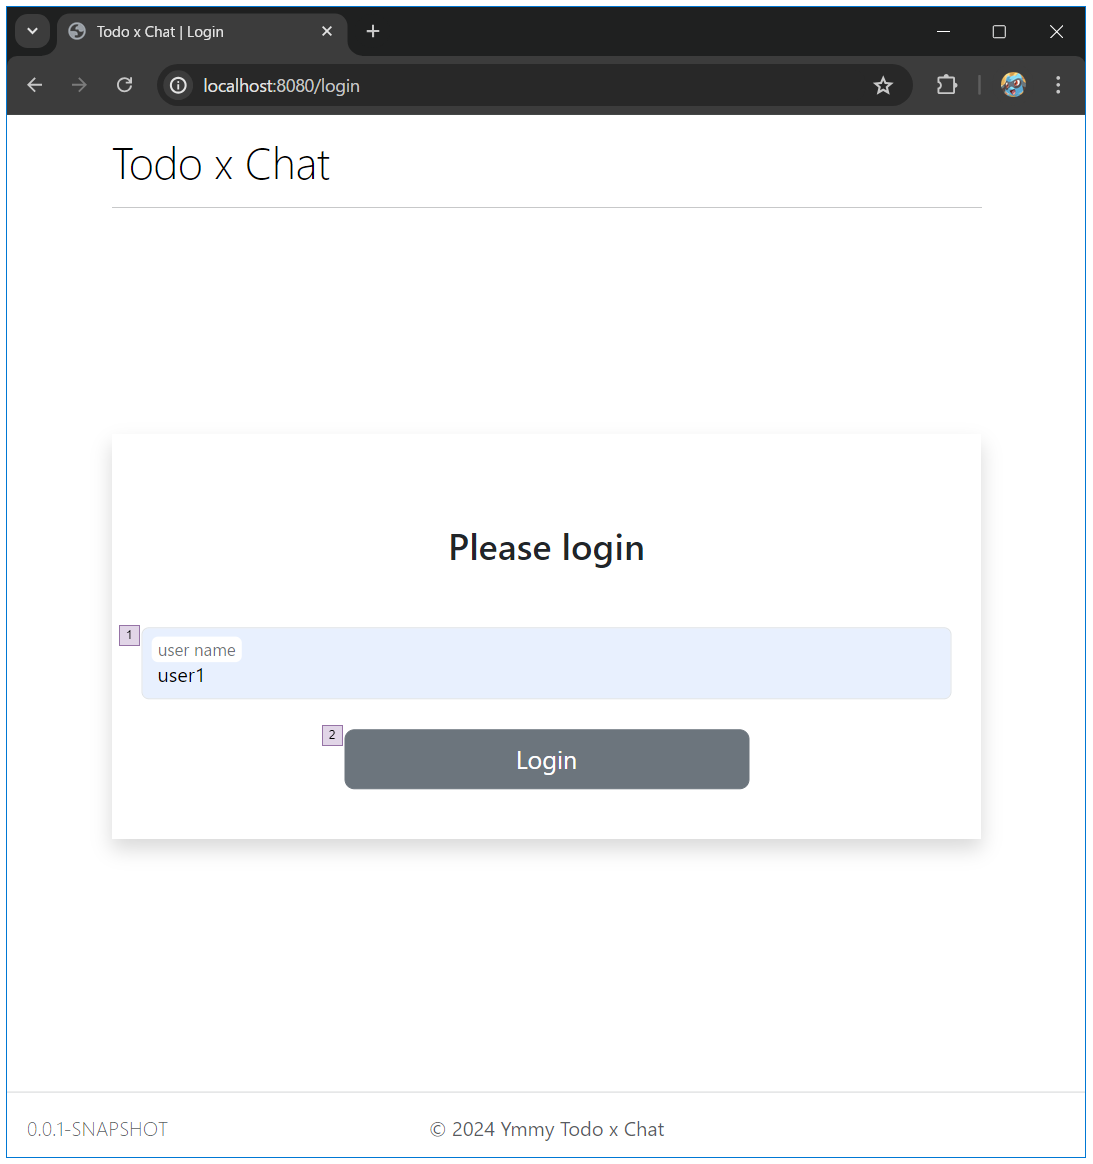 Todo x Chat | Login
localhost:8080/login
Todo x Chat
Please login
1
user name
user1
2
Login
0.0.1-SNAPSHOT
© 2024 Ymmy Todo x Chat